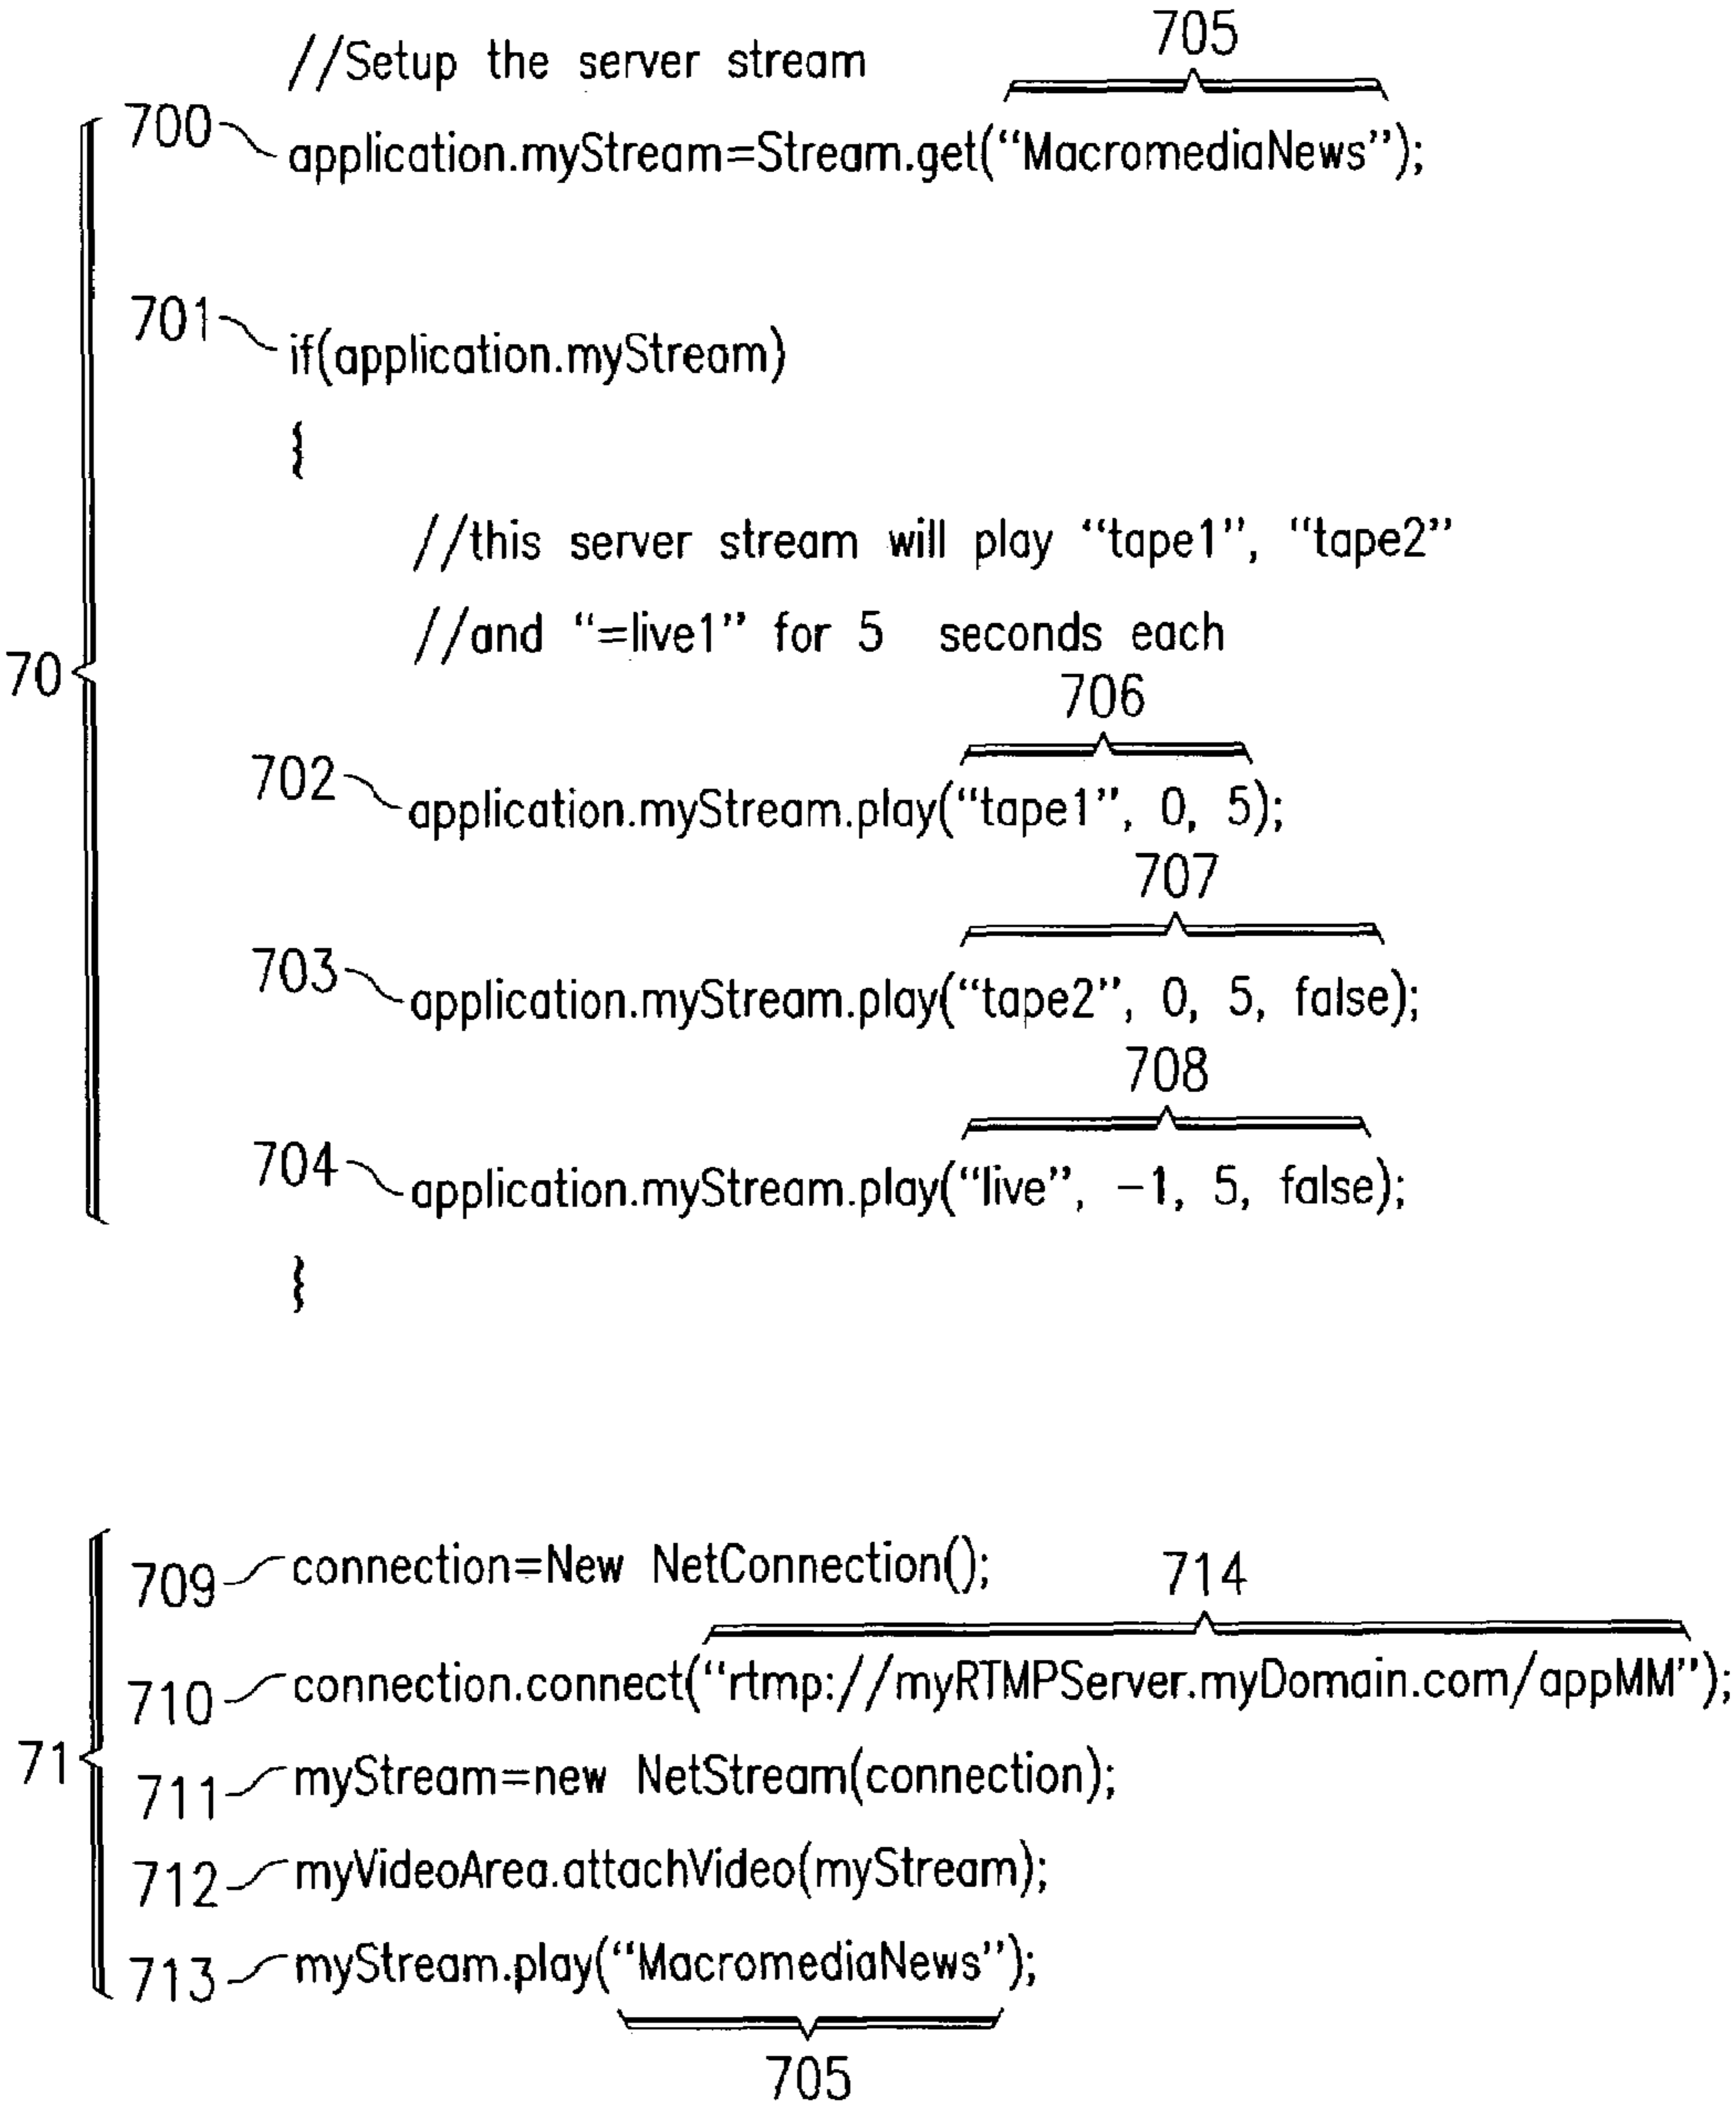 //Setup the server stream
705
700
application.myStream=Stream.get(“MacromediaNews”);
701
if(application.myStream)
{
//this server stream will play “tape1”, “tape2”
//and “=live1” for 5 seconds each
70
706
702
application.myStream.play(“tape1”, 0, 5);
707
703
application.myStream.play(“tape2”, 0, 5, false);
708
704
application.myStream.play(“live”, -1, 5, false);
}
709
connection=New NetConnection();
714
710
connection.connect(“rtmp://myRTMPServer.myDomain.com/appMM”);
71
711
myStream=new NetStream(connection);
712
myVideoArea.attachVideo(myStream);
713
myStream.play(“MacromediaNews”);
705